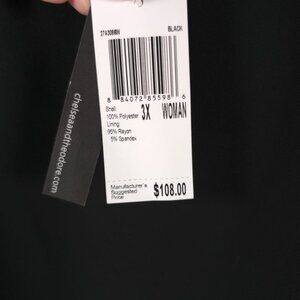 BLACK
8 84072 85598 6
Shell:
100% Polyester
Lining:
95% Rayon
5% Spandex
3X WOMAN
Manufacturer's
Suggested
Price
$108.00
chelseaandtheodore.com